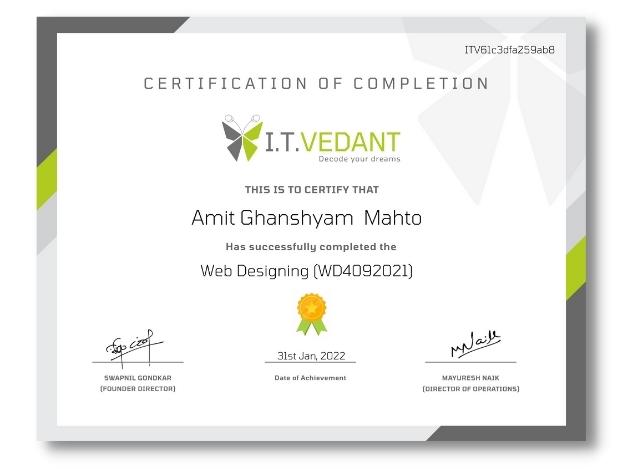 ITV61c3dfa259ab8
CERTIFICATION OF COMPLETION
I.T.VEDANT
Decode your dreams
THIS IS TO CERTIFY THAT
Amit Ghanshyam Mahto
Has successfully completed the
Web Designing (WD4092021)
31st Jan, 2022
Date of Achievement
SWAPNIL GONDKAR
(FOUNDER DIRECTOR)
MAYURESH NAIK
(DIRECTOR OF OPERATIONS)